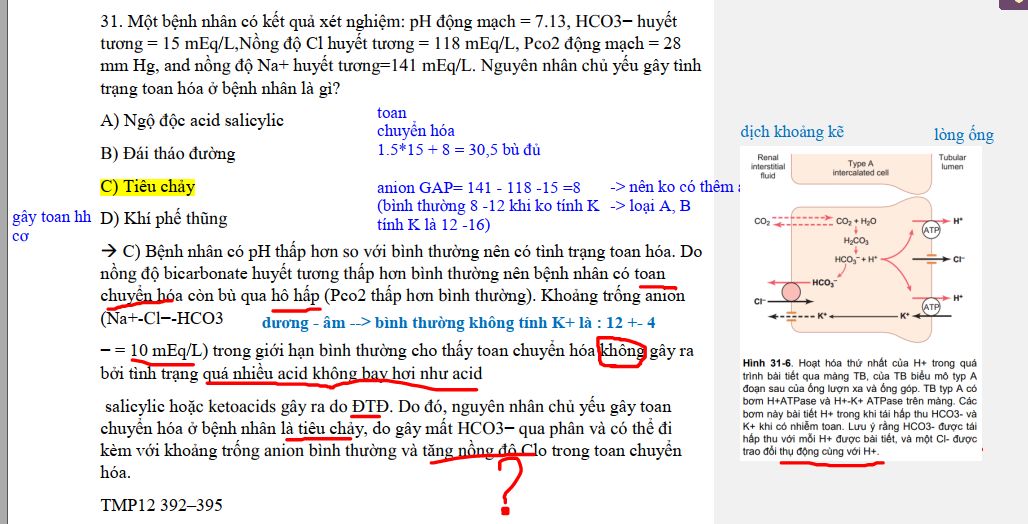 31. Một bệnh nhân có kết quả xét nghiệm: pH động mạch = 7.13, HCO3− huyết
tương = 15 mEq/L,Nồng độ Cl huyết tương = 118 mEq/L, Pco2 động mạch = 28
mm Hg, and nồng độ Na+ huyết tương=141 mEq/L. Nguyên nhân chủ yếu gây tình
trạng toan hóa ở bệnh nhân là gì?
A) Ngộ độc acid salicylic
B) Đái tháo đường
C) Tiêu chảy
D) Khí phế thũng
gây toan hh
cơ
toan
chuyển hóa
1.5*15 + 8 = 30,5 bù đủ
anion GAP= 141 - 118 -15 =8
(bình thường 8 -12 khi ko tính K
tính K là 12 -16)
-> nên ko có thêm a
-> loại A, B
→ C) Bệnh nhân có pH thấp hơn so với bình thường nên có tình trạng toan hóa. Do
nồng độ bicarbonate huyết tương thấp hơn bình thường nên bệnh nhân có toan
chuyển hóa còn bù qua hô hấp (Pco2 thấp hơn bình thường). Khoảng trống anion
(Na+-Cl−-HCO3
dương - âm --> bình thường không tính K+ là : 12 +- 4
− = 10 mEq/L) trong giới hạn bình thường cho thấy toan chuyển hóa không gây ra
bởi tình trạng quá nhiều acid không bay hơi như acid
salicylic hoặc ketoacids gây ra do ĐTĐ. Do đó, nguyên nhân chủ yếu gây toan
chuyển hóa ở bệnh nhân là tiêu chảy, do gây mất HCO3− qua phân và có thể đi
kèm với khoảng trống anion bình thường và tăng nồng độ Clo trong toan chuyển
hóa.
?
TMP12 392–395
dịch khoảng kẽ
lòng ống
Renal
interstitial
fluid
Type A
intercalated cell
Tubular
lumen
CO₂
CO₂ + H₂O
H₂CO₃
HCO₃⁻ + H⁺
HCO₃⁻
Cl⁻
K⁺
K⁺
ATP
H⁺
Cl⁻
ATP
H⁺
K⁺
Hình 31-6. Hoạt hóa thứ nhất của H+ trong quá
trình bài tiết qua màng TB, của TB biểu mô typ A
đoạn sau của ống lượn xa và ống góp. TB typ A có
bơm H+ATPase và H+-K+ ATPase trên màng. Các
bơm này bài tiết H+ trong khi tái hấp thu HCO3- và
K+ khi có nhiễm toan. Lưu ý rằng HCO3- được tái
hấp thu với mỗi H+ được bài tiết, và một Cl- được
trao đổi thụ động cùng với H+.